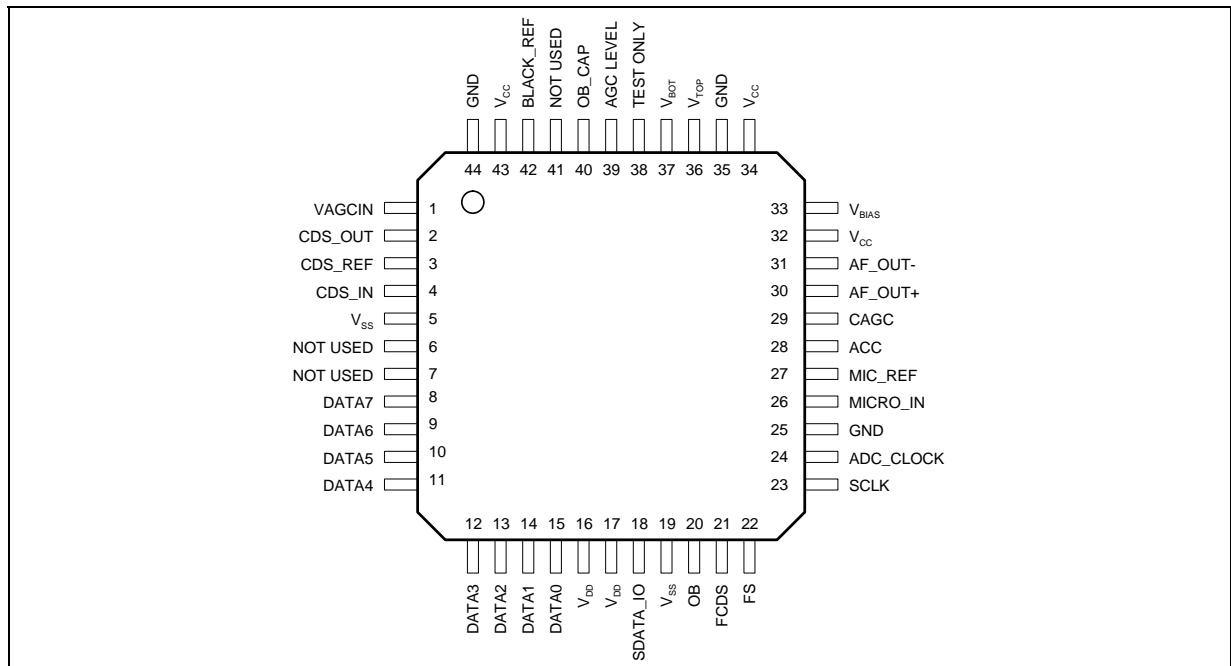 GND
VCC
BLACK_REF
NOT USED
OB_CAP
AGC LEVEL
TEST ONLY
VBOT
VTOP
GND
VCC
44 43 42 41 40 39 38 37 36 35 34
VAGCIN 1
CDS_OUT 2
CDS_REF 3
CDS_IN 4
VSS 5
NOT USED 6
NOT USED 7
DATA7 8
DATA6 9
DATA5 10
DATA4 11
33 VBIAS
32 VCC
31 AF_OUT-
30 AF_OUT+
29 CAGC
28 ACC
27 MIC_REF
26 MICRO_IN
25 GND
24 ADC_CLOCK
23 SCLK
12 13 14 15 16 17 18 19 20 21 22
DATA3
DATA2
DATA1
DATA0
VDD
VDD
SDATA_IO
VSS
OB
FCDS
FS